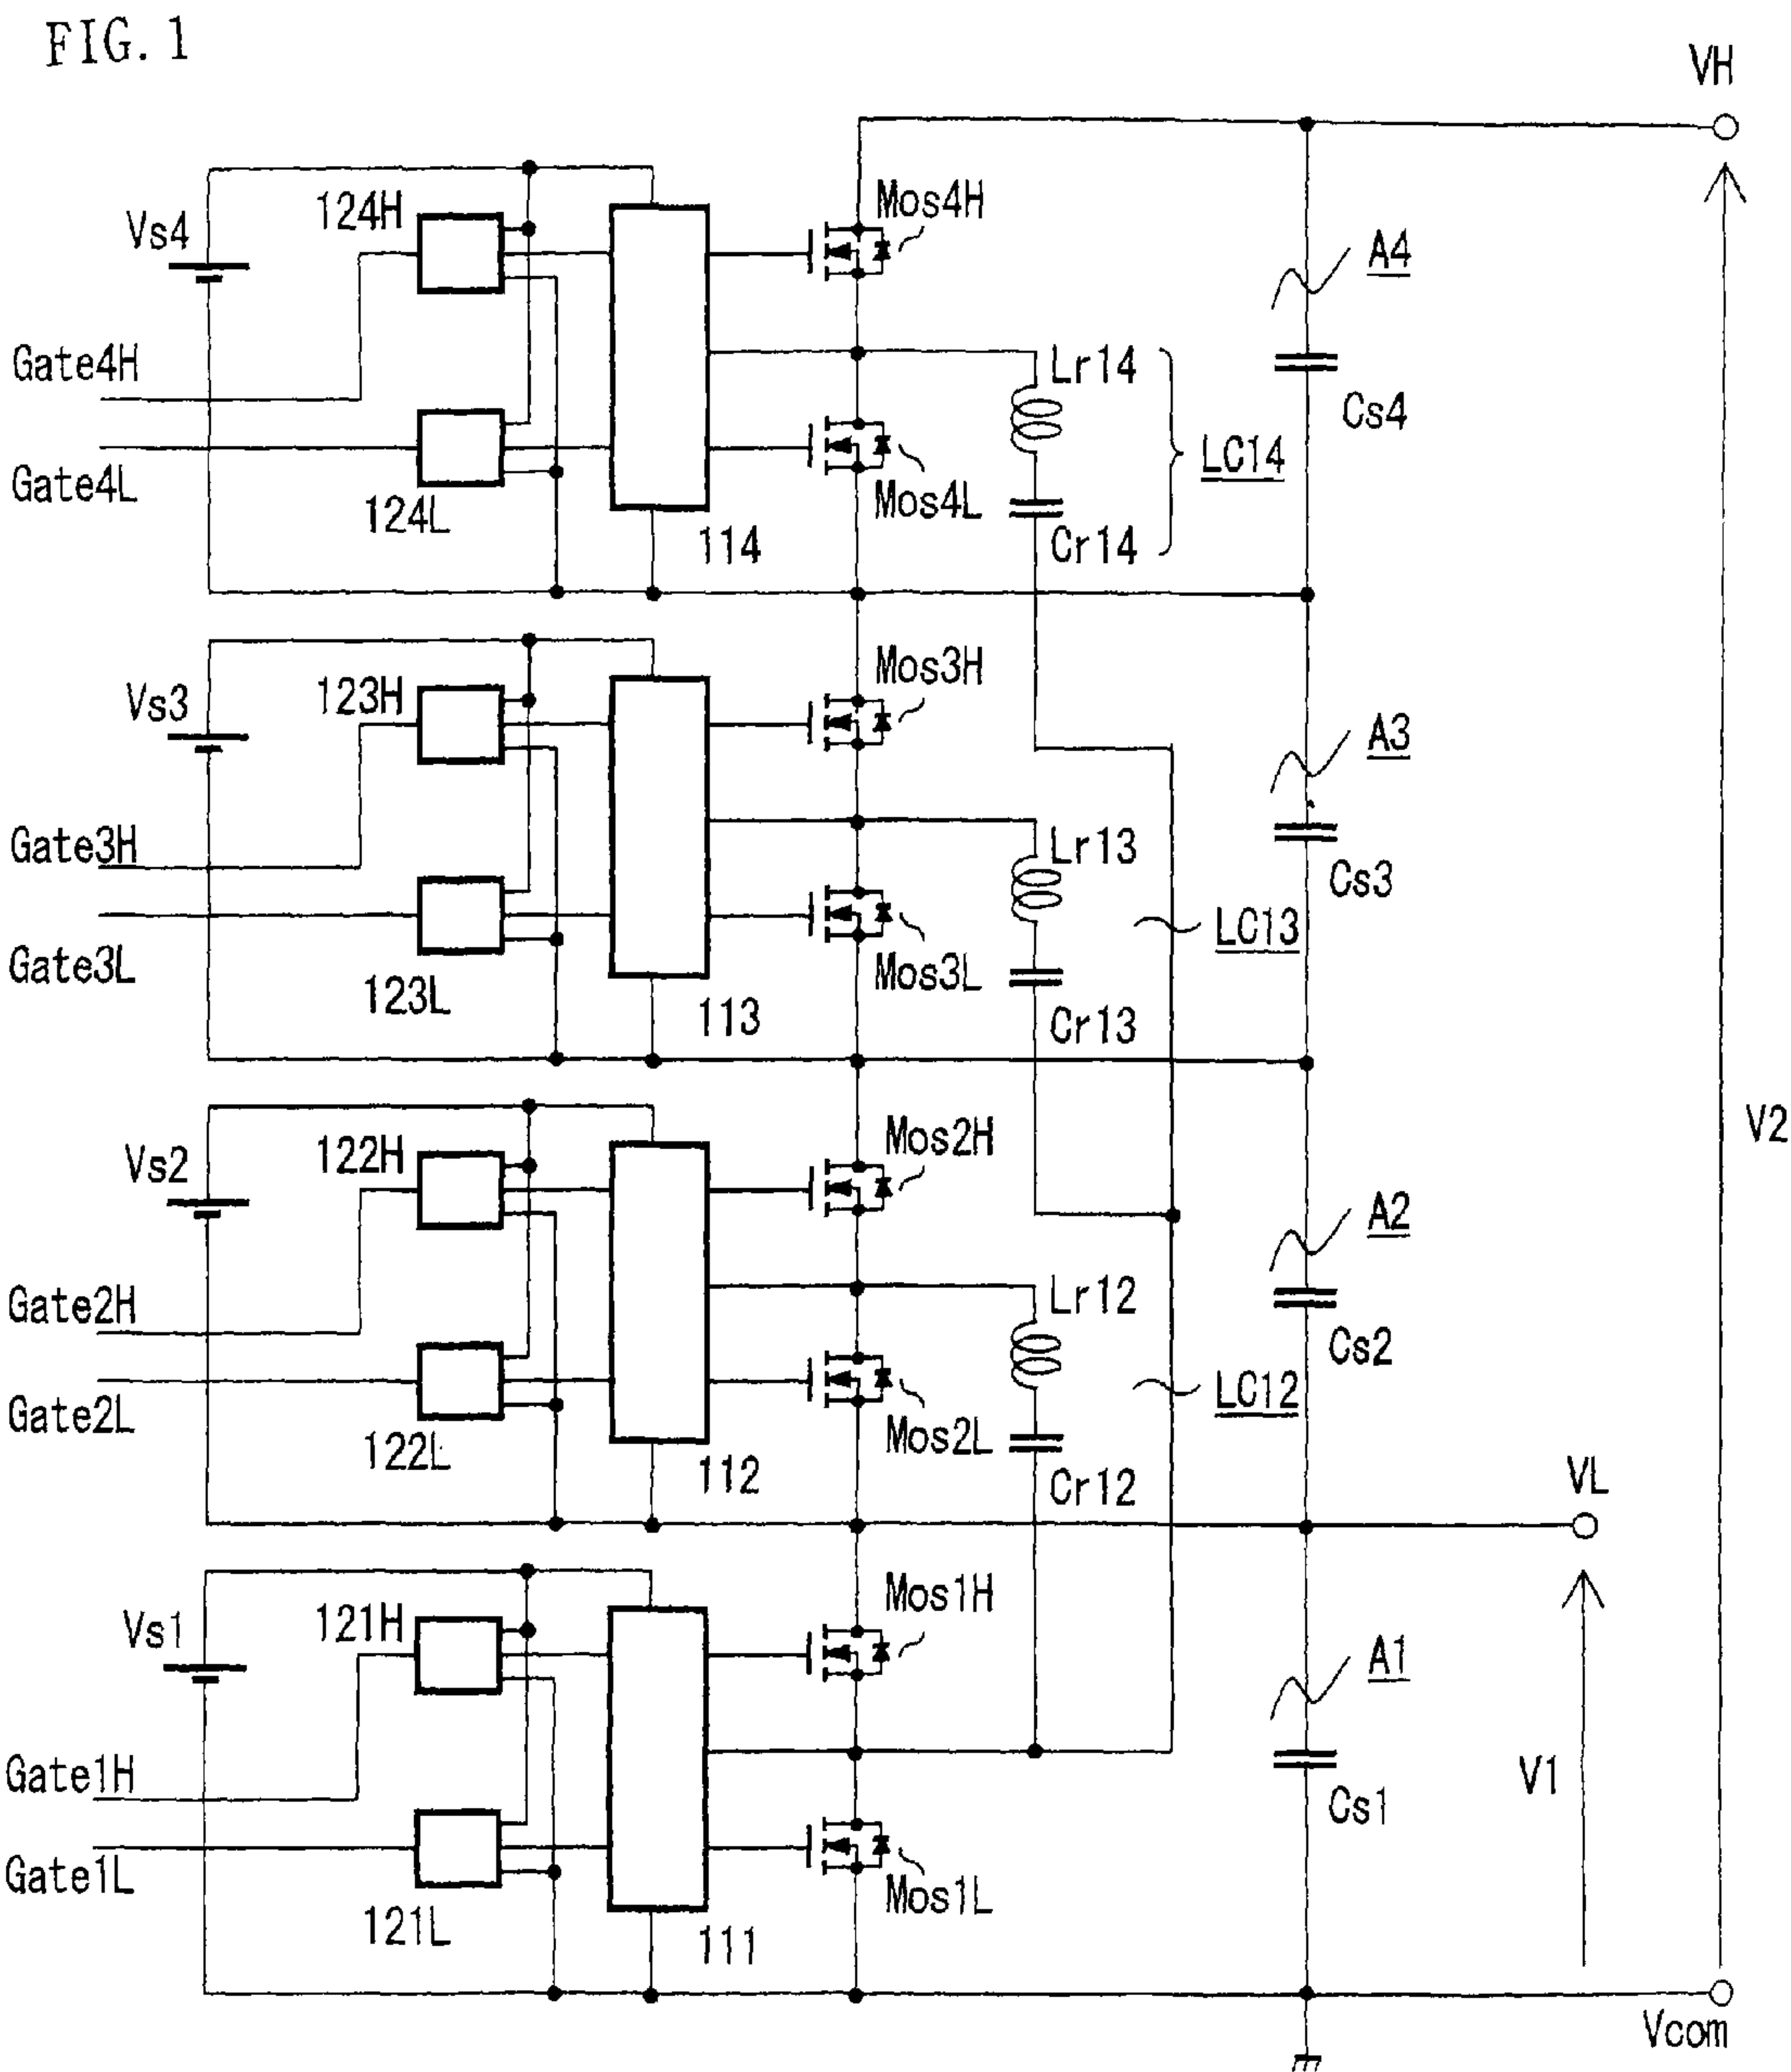 FIG. 1
VH
Vs4
124H
Mos4H
A4
Gate4H
Lr14
Cs4
LC14
Gate4L
124L
Mos4L
114
Cr14
Vs3
123H
Mos3H
A3
Gate3H
Lr13
Cs3
LC13
Gate3L
123L
Mos3L
113
Cr13
V2
Vs2
122H
Mos2H
A2
Gate2H
Lr12
Cs2
LC12
Gate2L
122L
Mos2L
112
Cr12
VL
Vs1
121H
Mos1H
A1
Gate1H
V1
Cs1
Gate1L
121L
Mos1L
111
Vcom